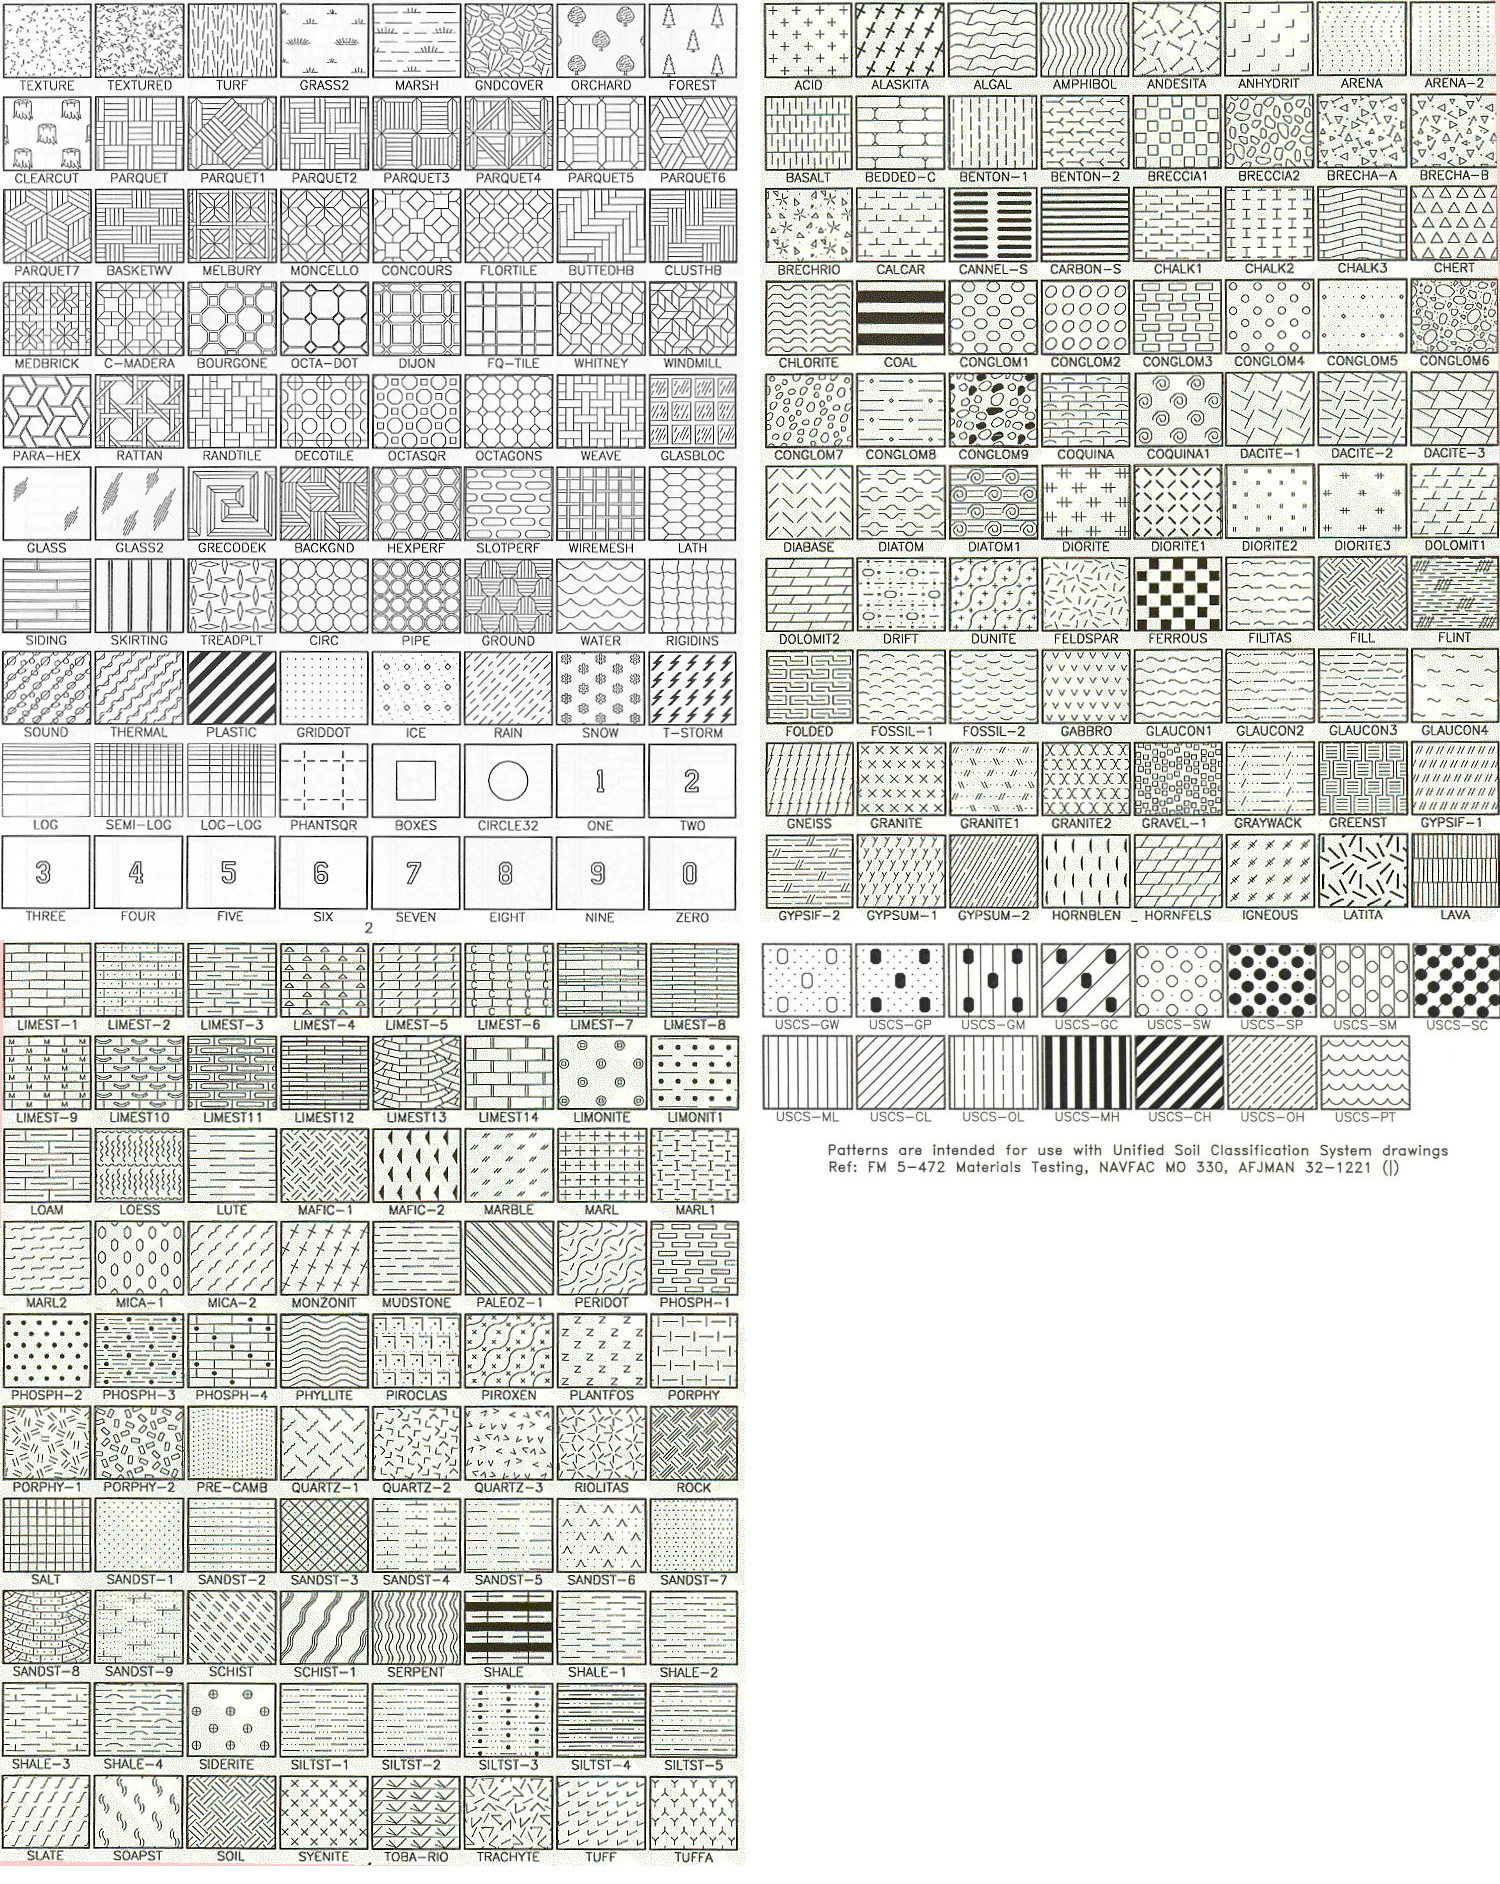 TEXTURE TEXTURED TURF GRASS2 MARSH GNDCOVER ORCHARD FOREST
CLEARCUT PARQUET PARQUET1 PARQUET2 PARQUET3 PARQUET4 PARQUET5 PARQUET6
PARQUET7 BASKETWV MELBURY MONCELLO CONCOURS FLORTILE BUTTEDHB CLUSTHB
MEDBRICK C-MADERA BOURGONE OCTA-DOT DIJON FQ-TILE WHITNEY WINDMILL
PARA-HEX RATTAN RANDTILE DECOTILE OCTASQR OCTAGONS WEAVE GLASBLOC
GLASS GLASS2 GRECODEK BACKGND HEXPERF SLOTPERF WIREMESH LATH
SIDING SKIRTING TREADPLT CIRC PIPE GROUND WATER RIGIDINS
SOUND THERMAL PLASTIC GRIDDOT ICE RAIN SNOW T-STORM
1 2
LOG SEMI-LOG LOG-LOG PHANTSQR BOXES CIRCLE32 ONE TWO
3 4 5 6 7 8 9 0
THREE FOUR FIVE SIX SEVEN EIGHT NINE ZERO
2
ACID ALASKITA ALGAL AMPHIBOL ANDESITA ANHYDRIT ARENA ARENA-2
BASALT BEDDED-C BENTON-1 BENTON-2 BRECCIA1 BRECCIA2 BRECHA-A BRECHA-B
BRECHRIO CALCAR CANNEL-S CARBON-S CHALK1 CHALK2 CHALK3 CHERT
CHLORITE COAL CONGLOM1 CONGLOM2 CONGLOM3 CONGLOM4 CONGLOM5 CONGLOM6
CONGLOM7 CONGLOM8 CONGLOM9 COQUINA COQUINA1 DACITE-1 DACITE-2 DACITE-3
DIABASE DIATOM DIATOM1 DIORITE DIORITE1 DIORITE2 DIORITE3 DOLOMIT1
DOLOMIT2 DRIFT DUNITE FELDSPAR FERROUS FILITAS FILL FLINT
FOLDED FOSSIL-1 FOSSIL-2 GABBRO GLAUCON1 GLAUCON2 GLAUCON3 GLAUCON4
GNEISS GRANITE GRANITE1 GRANITE2 GRAVEL-1 GRAYWACK GREENST GYPSIF-1
GYPSIF-2 GYPSUM-1 GYPSUM-2 HORNBLEN HORNFELS IGNEOUS LATITA LAVA
LIMEST-1 LIMEST-2 LIMEST-3 LIMEST-4 LIMEST-5 LIMEST-6 LIMEST-7 LIMEST-8
LIMEST-9 LIMEST10 LIMEST11 LIMEST12 LIMEST13 LIMEST14 LIMONITE LIMONIT1
LOAM LOESS LUTE MAFIC-1 MAFIC-2 MARBLE MARL MARL1
MARL2 MICA-1 MICA-2 MONZONIT MUDSTONE PALEOZ-1 PERIDOT PHOSPH-1
PHOSPH-2 PHOSPH-3 PHOSPH-4 PHYLLITE PIROCLAS PIROXEN PLANTFOS PORPHY
PORPHY-1 PORPHY-2 PRE-CAMB QUARTZ-1 QUARTZ-2 QUARTZ-3 RIOLITAS ROCK
SALT SANDST-1 SANDST-2 SANDST-3 SANDST-4 SANDST-5 SANDST-6 SANDST-7
SANDST-8 SANDST-9 SCHIST SCHIST-1 SERPENT SHALE SHALE-1 SHALE-2
SHALE-3 SHALE-4 SIDERITE SILTST-1 SILTST-2 SILTST-3 SILTST-4 SILTST-5
SLATE SOAPST SOIL SYENITE TOBA-RIO TRACHYTE TUFF TUFFA
USCS-GW USCS-GP USCS-GM USCS-GC USCS-SW USCS-SP USCS-SM USCS-SC
USCS-ML USCS-CL USCS-OL USCS-MH USCS-CH USCS-OH USCS-PT
Patterns are intended for use with Unified Soil Classification System drawings
Ref: FM 5-472 Materials Testing, NAVFAC MO 330, AFJMAN 32-1221 (I)